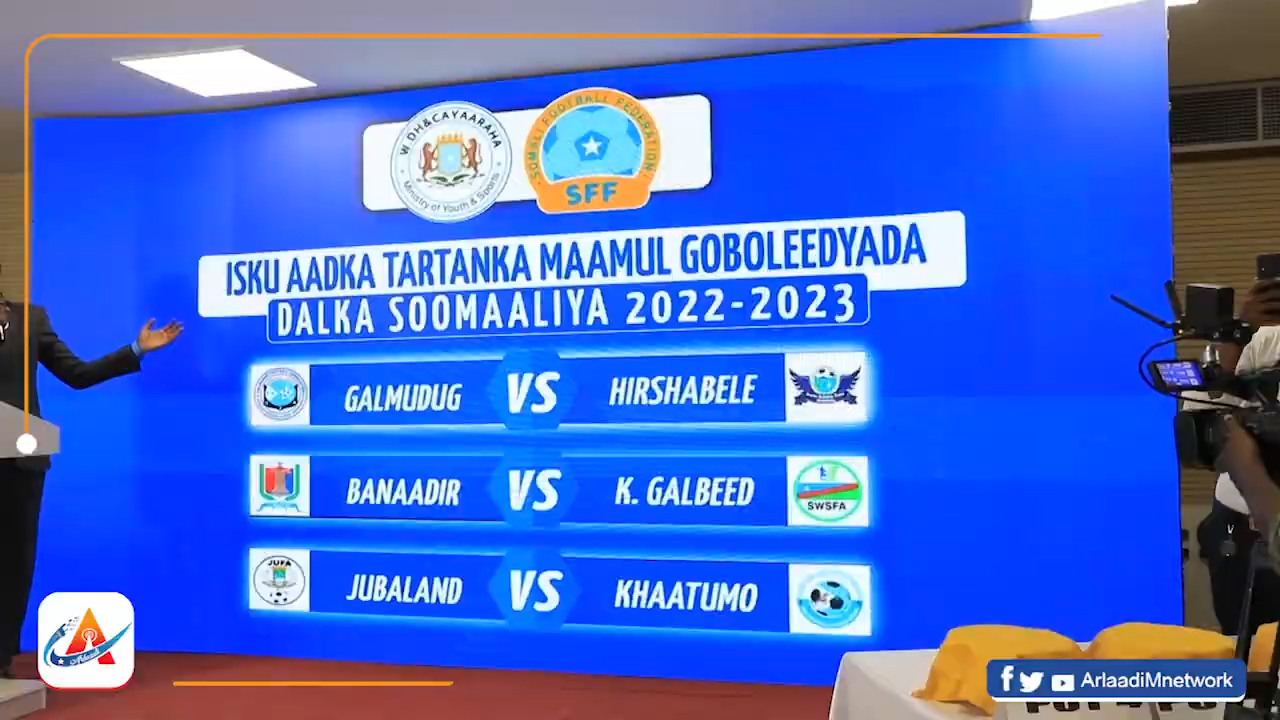 W DH&CAYAARAHA
Ministry of Youth & Sports
SOMALI FOOTBALL FEDERATION
SFF
ISKU AADKA TARTANKA MAAMUL GOBOLEEDYADA
DALKA SOOMAALIYA 2022-2023
GALMUDUG VS HIRSHABELE
BANAADIR VS K. GALBEED
SWSFA
JUFA
JUBALAND VS KHAATUMO
ArlaadiMnetwork